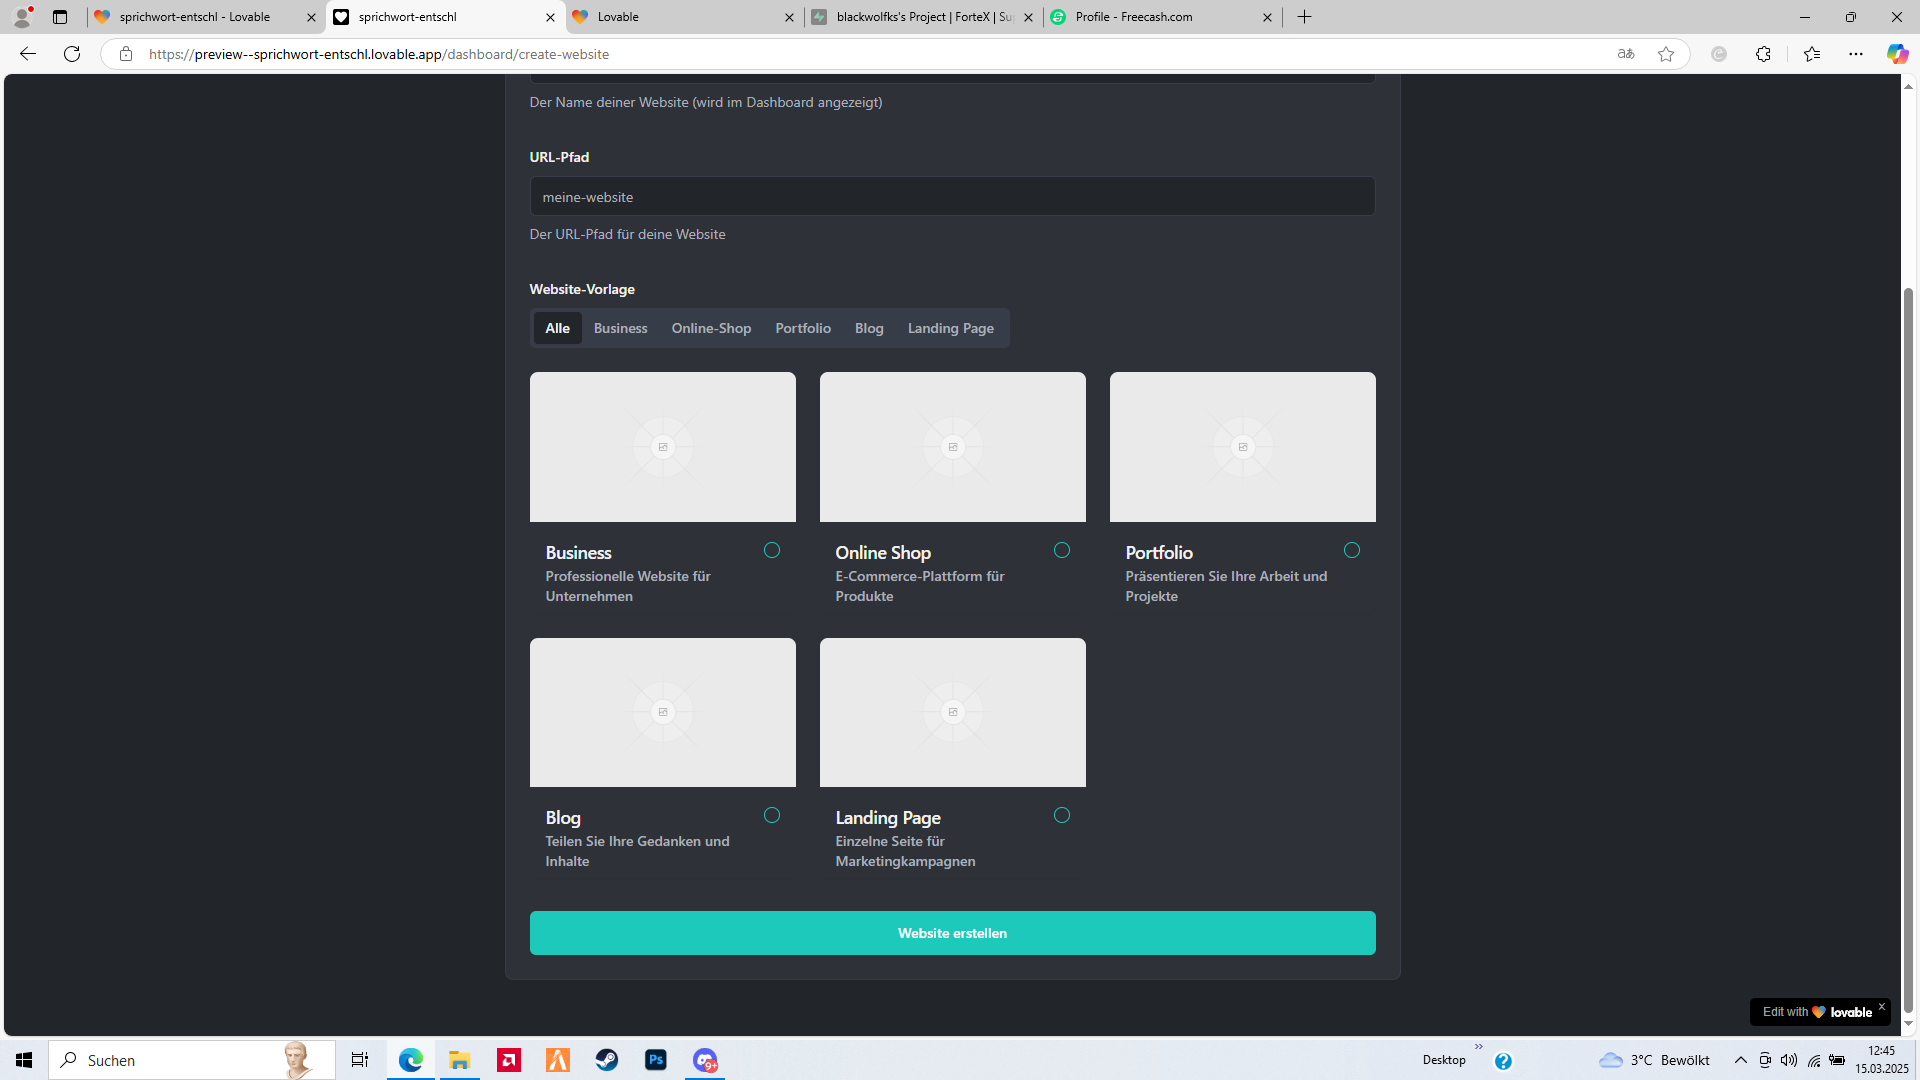 sprichwort-entschl - Lovable
sprichwort-entschl
Lovable
blackwolfks's Project | ForteX | Sup
Profile - Freecash.com
https://preview--sprichwort-entschl.lovable.app/dashboard/create-website
Der Name deiner Website (wird im Dashboard angezeigt)
URL-Pfad
meine-website
Der URL-Pfad für deine Website
Website-Vorlage
Alle Business Online-Shop Portfolio Blog Landing Page
Business
Professionelle Website für
Unternehmen
Online Shop
E-Commerce-Plattform für
Produkte
Portfolio
Präsentieren Sie Ihre Arbeit und
Projekte
Blog
Teilen Sie Ihre Gedanken und
Inhalte
Landing Page
Einzelne Seite für
Marketingkampagnen
Website erstellen
Edit with lovable
Suchen
Ps
9+
Desktop
3°C Bewölkt
12:45
15.03.2025